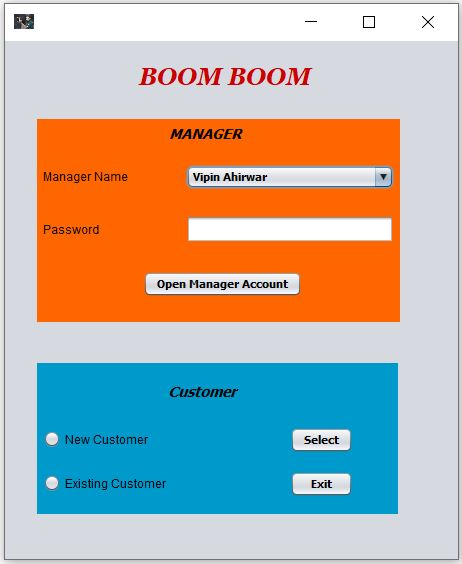 BOOM BOOM
MANAGER
Manager Name
Vipin Ahirwar
Password
Open Manager Account
Customer
New Customer
Select
Existing Customer
Exit